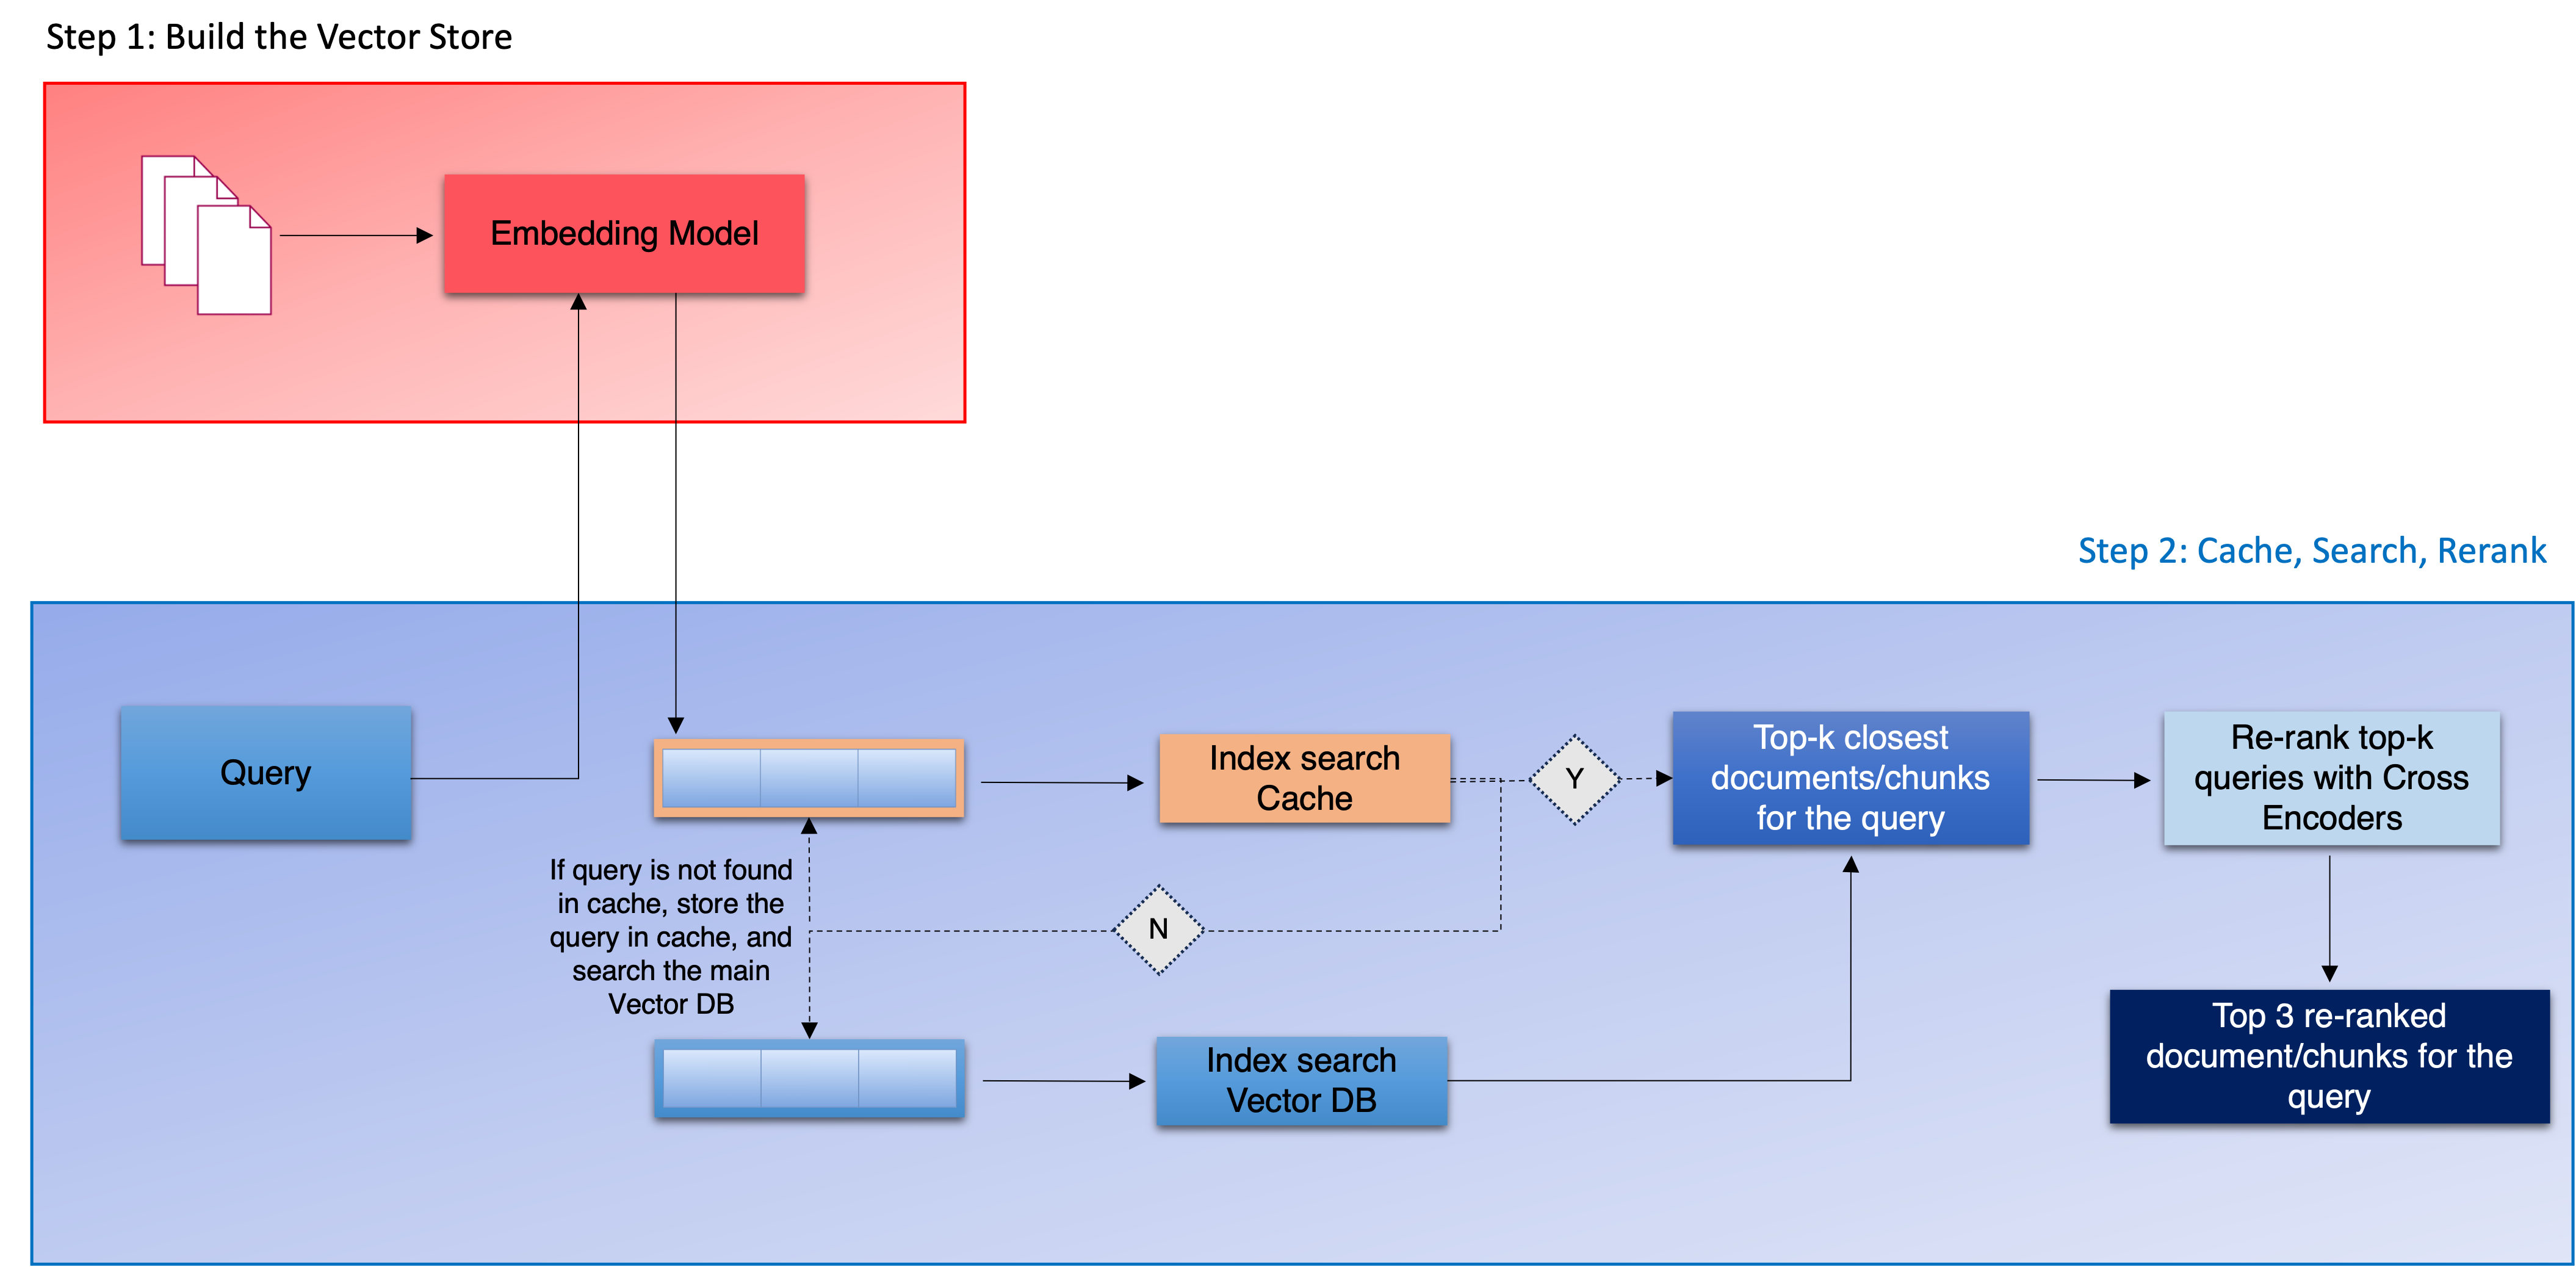 Step 1: Build the Vector Store
Embedding Model
Step 2: Cache, Search, Rerank
Query
Index search
Cache
Y
Top-k closest
documents/chunks
for the query
Re-rank top-k
queries with Cross
Encoders
If query is not found
in cache, store the
query in cache, and
search the main
Vector DB
N
Index search
Vector DB
Top 3 re-ranked
document/chunks for the
query